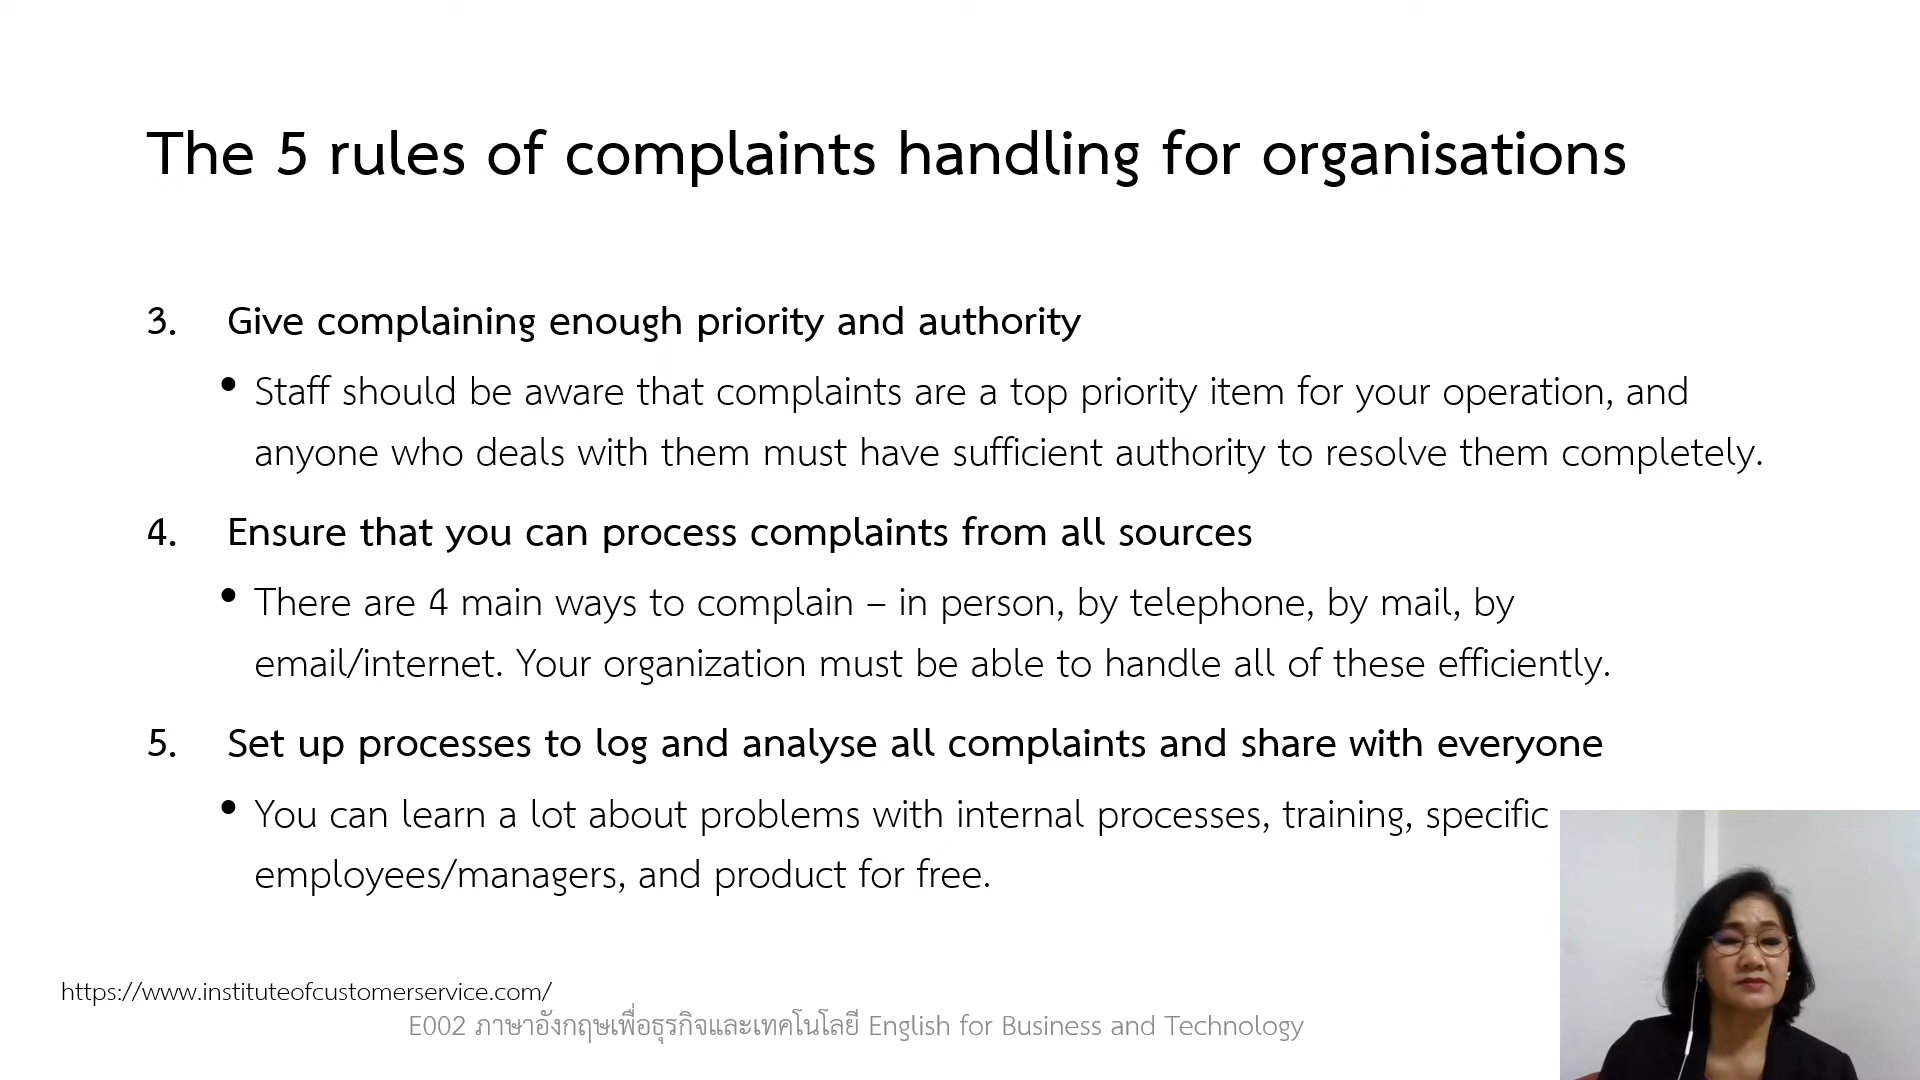 The 5 rules of complaints handling for organisations
3. Give complaining enough priority and authority
• Staff should be aware that complaints are a top priority item for your operation, and
anyone who deals with them must have sufficient authority to resolve them completely.
4. Ensure that you can process complaints from all sources
• There are 4 main ways to complain – in person, by telephone, by mail, by
email/internet. Your organization must be able to handle all of these efficiently.
5. Set up processes to log and analyse all complaints and share with everyone
• You can learn a lot about problems with internal processes, training, specific
employees/managers, and product for free.
https://www.instituteofcustomerservice.com/
E002 ภาษาอังกฤษเพื่อธุรกิจและเทคโนโลยี English for Business and Technology